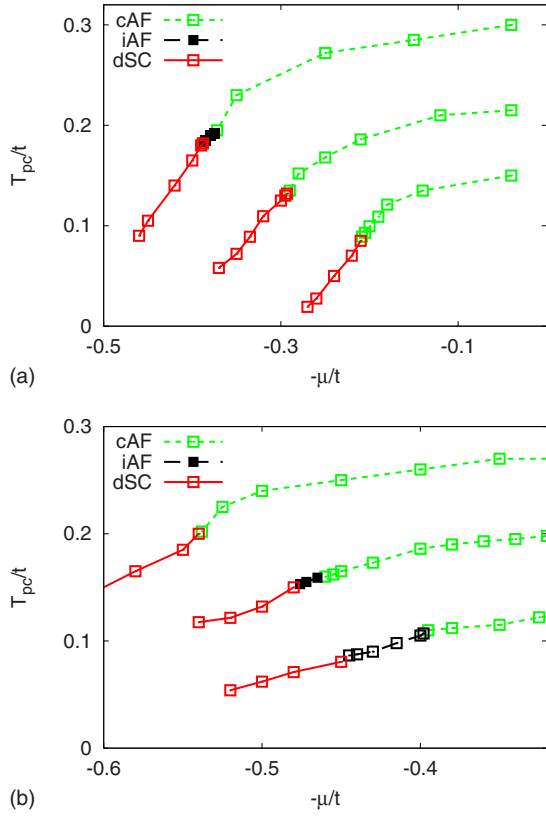 0.3
0.2
0.1
0
T_pc/t
cAF
iAF
dSC
-0.5
-0.3
-0.1
-μ/t
(a)
0.3
0.2
0.1
0
T_pc/t
cAF
iAF
dSC
-0.6
-0.5
-0.4
-μ/t
(b)